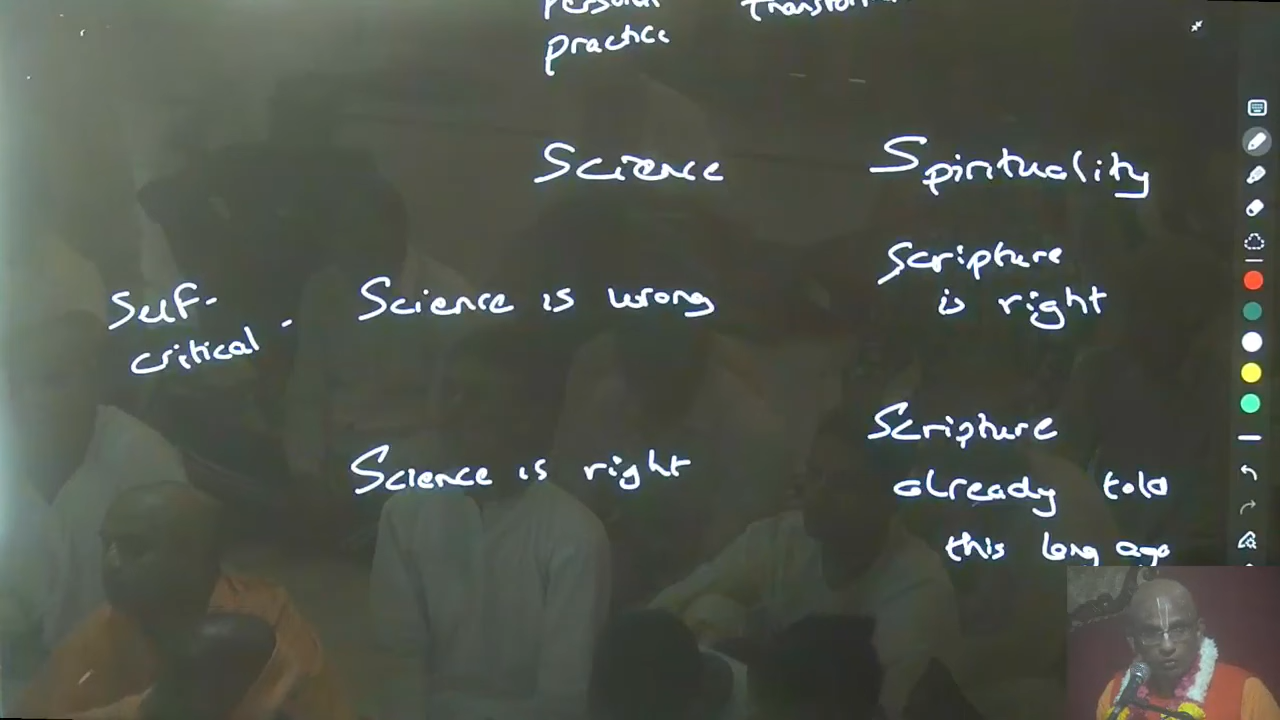 personal
practice
Science Spirituality
Self-
critical - Science is wrong Scripture
is right
Science is right Scripture
already told
this long ago